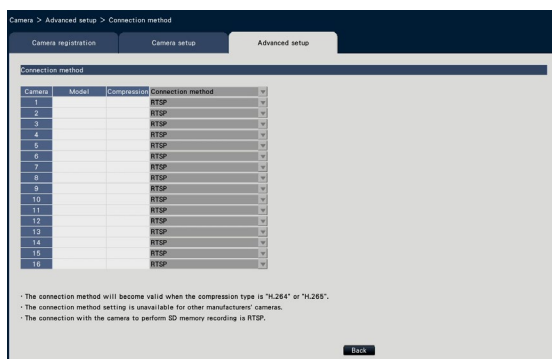 Camera > Advanced setup > Connection method
Camera registration Camera setup Advanced setup
Connection method
Camera Model Compression Connection method
1 RTSP
2 RTSP
3 RTSP
4 RTSP
5 RTSP
6 RTSP
7 RTSP
8 RTSP
9 RTSP
10 RTSP
11 RTSP
12 RTSP
13 RTSP
14 RTSP
15 RTSP
16 RTSP
· The connection method will become valid when the compression type is "H.264" or "H.265".
· The connection method setting is unavailable for other manufacturers' cameras.
· The connection with the camera to perform SD memory recording is RTSP.
Back